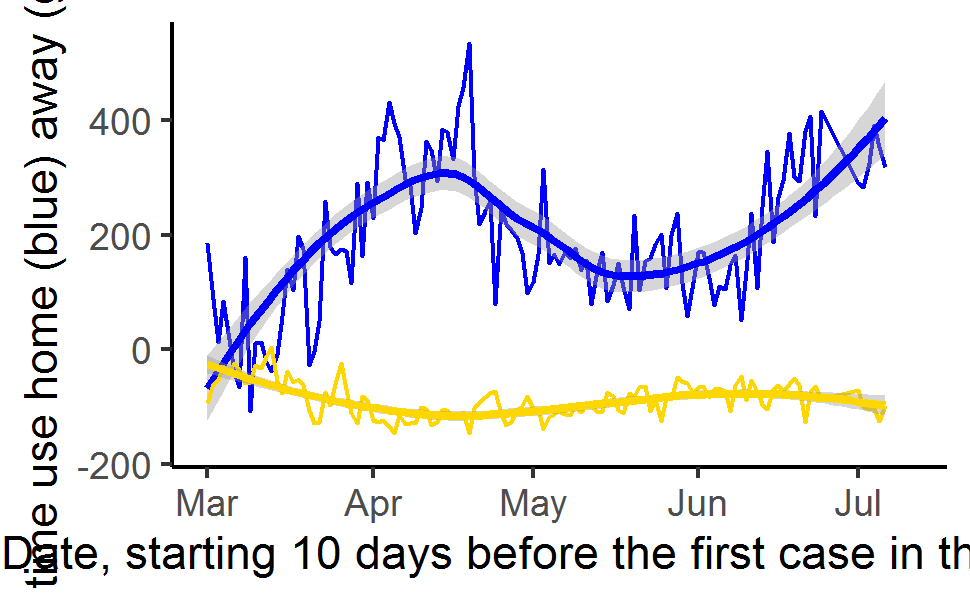 time use home (blue) away (
400
200
0
-200
Mar Apr May Jun Jul
Date, starting 10 days before the first case in th